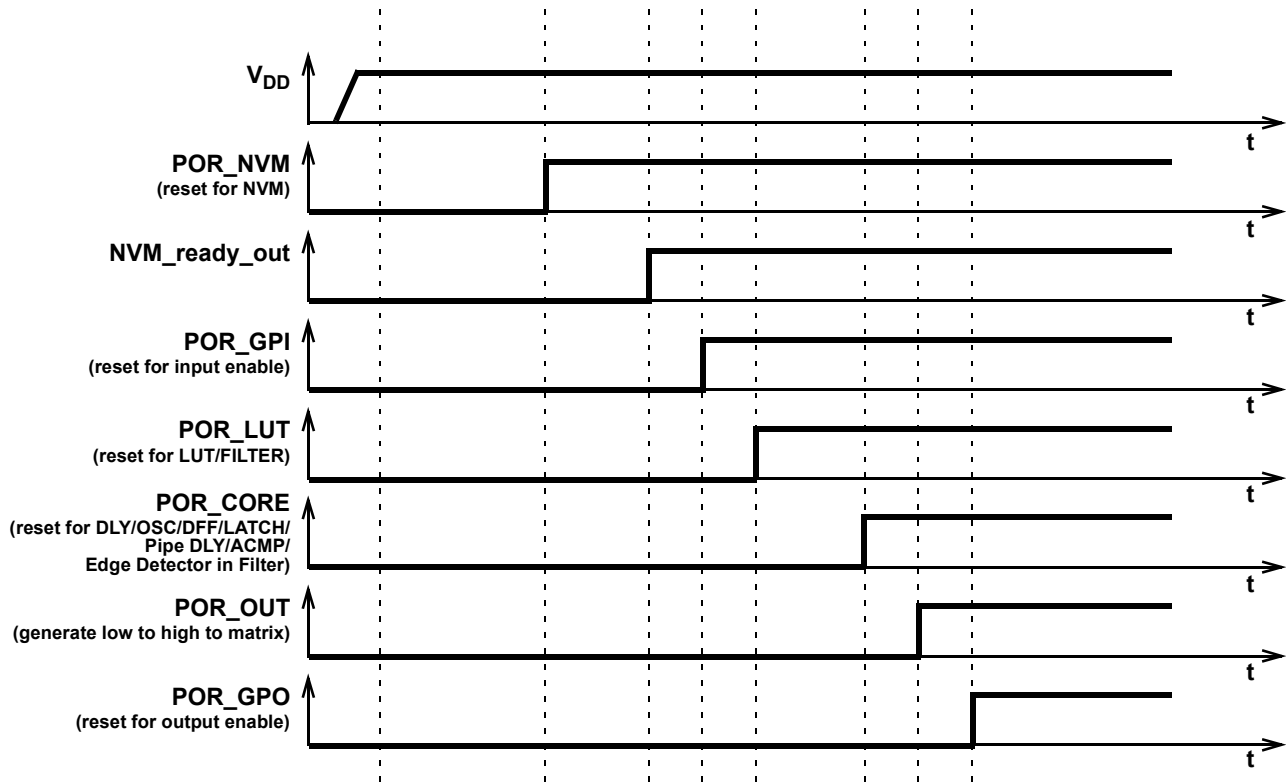 VDD
t
POR_NVM
(reset for NVM)
t
NVM_ready_out
t
POR_GPI
(reset for input enable)
t
POR_LUT
(reset for LUT/FILTER)
t
POR_CORE
(reset for DLY/OSC/DFF/LATCH/
Pipe DLY/ACMP/
Edge Detector in Filter)
t
POR_OUT
(generate low to high to matrix)
t
POR_GPO
(reset for output enable)
t